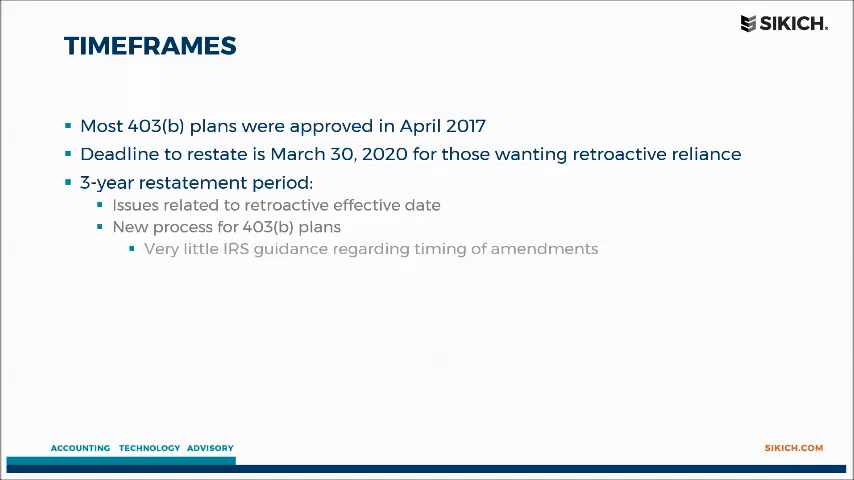 SIKICH.
TIMEFRAMES
Most 403(b) plans were approved in April 2017
Deadline to restate is March 30, 2020 for those wanting retroactive reliance
3-year restatement period:
Issues related to retroactive effective date
New process for 403(b) plans
Very little IRS guidance regarding timing of amendments
ACCOUNTING TECHNOLOGY ADVISORY
SIKICH.COM